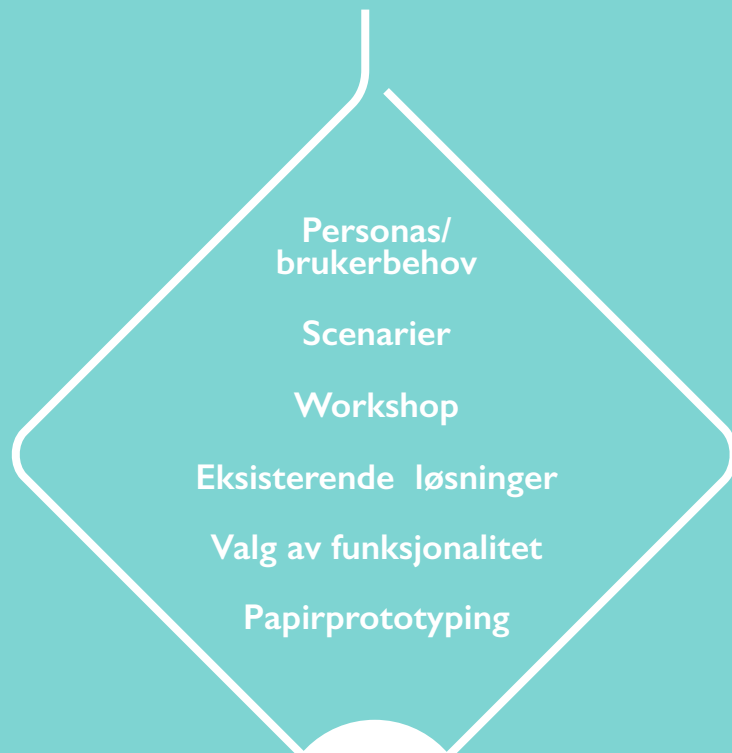 Personas/
brukerbehov
Scenarier
Workshop
Eksisterende løsninger
Valg av funksjonalitet
Papirprototyping